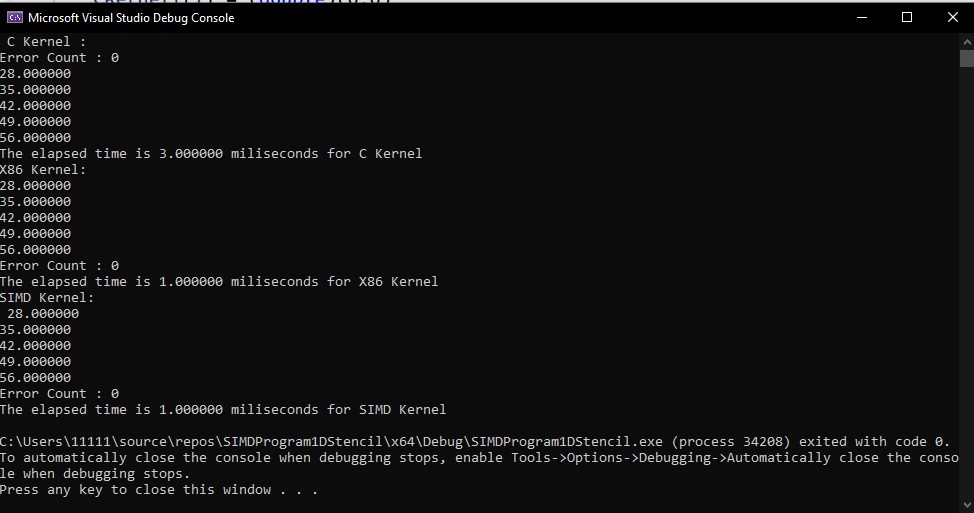 Microsoft Visual Studio Debug Console
C Kernel :
Error Count : 0
28.000000
35.000000
42.000000
49.000000
56.000000
The elapsed time is 3.000000 miliseconds for C Kernel
X86 Kernel:
28.000000
35.000000
42.000000
49.000000
56.000000
Error Count : 0
The elapsed time is 1.000000 miliseconds for X86 Kernel
SIMD Kernel:
28.000000
35.000000
42.000000
49.000000
56.000000
Error Count : 0
The elapsed time is 1.000000 miliseconds for SIMD Kernel
C:\Users\11111\source\repos\SIMDProgram1DStencil\x64\Debug\SIMDProgram1DStencil.exe (process 34208) exited with code 0.
To automatically close the console when debugging stops, enable Tools->Options->Debugging->Automatically close the conso
le when debugging stops.
Press any key to close this window . . .